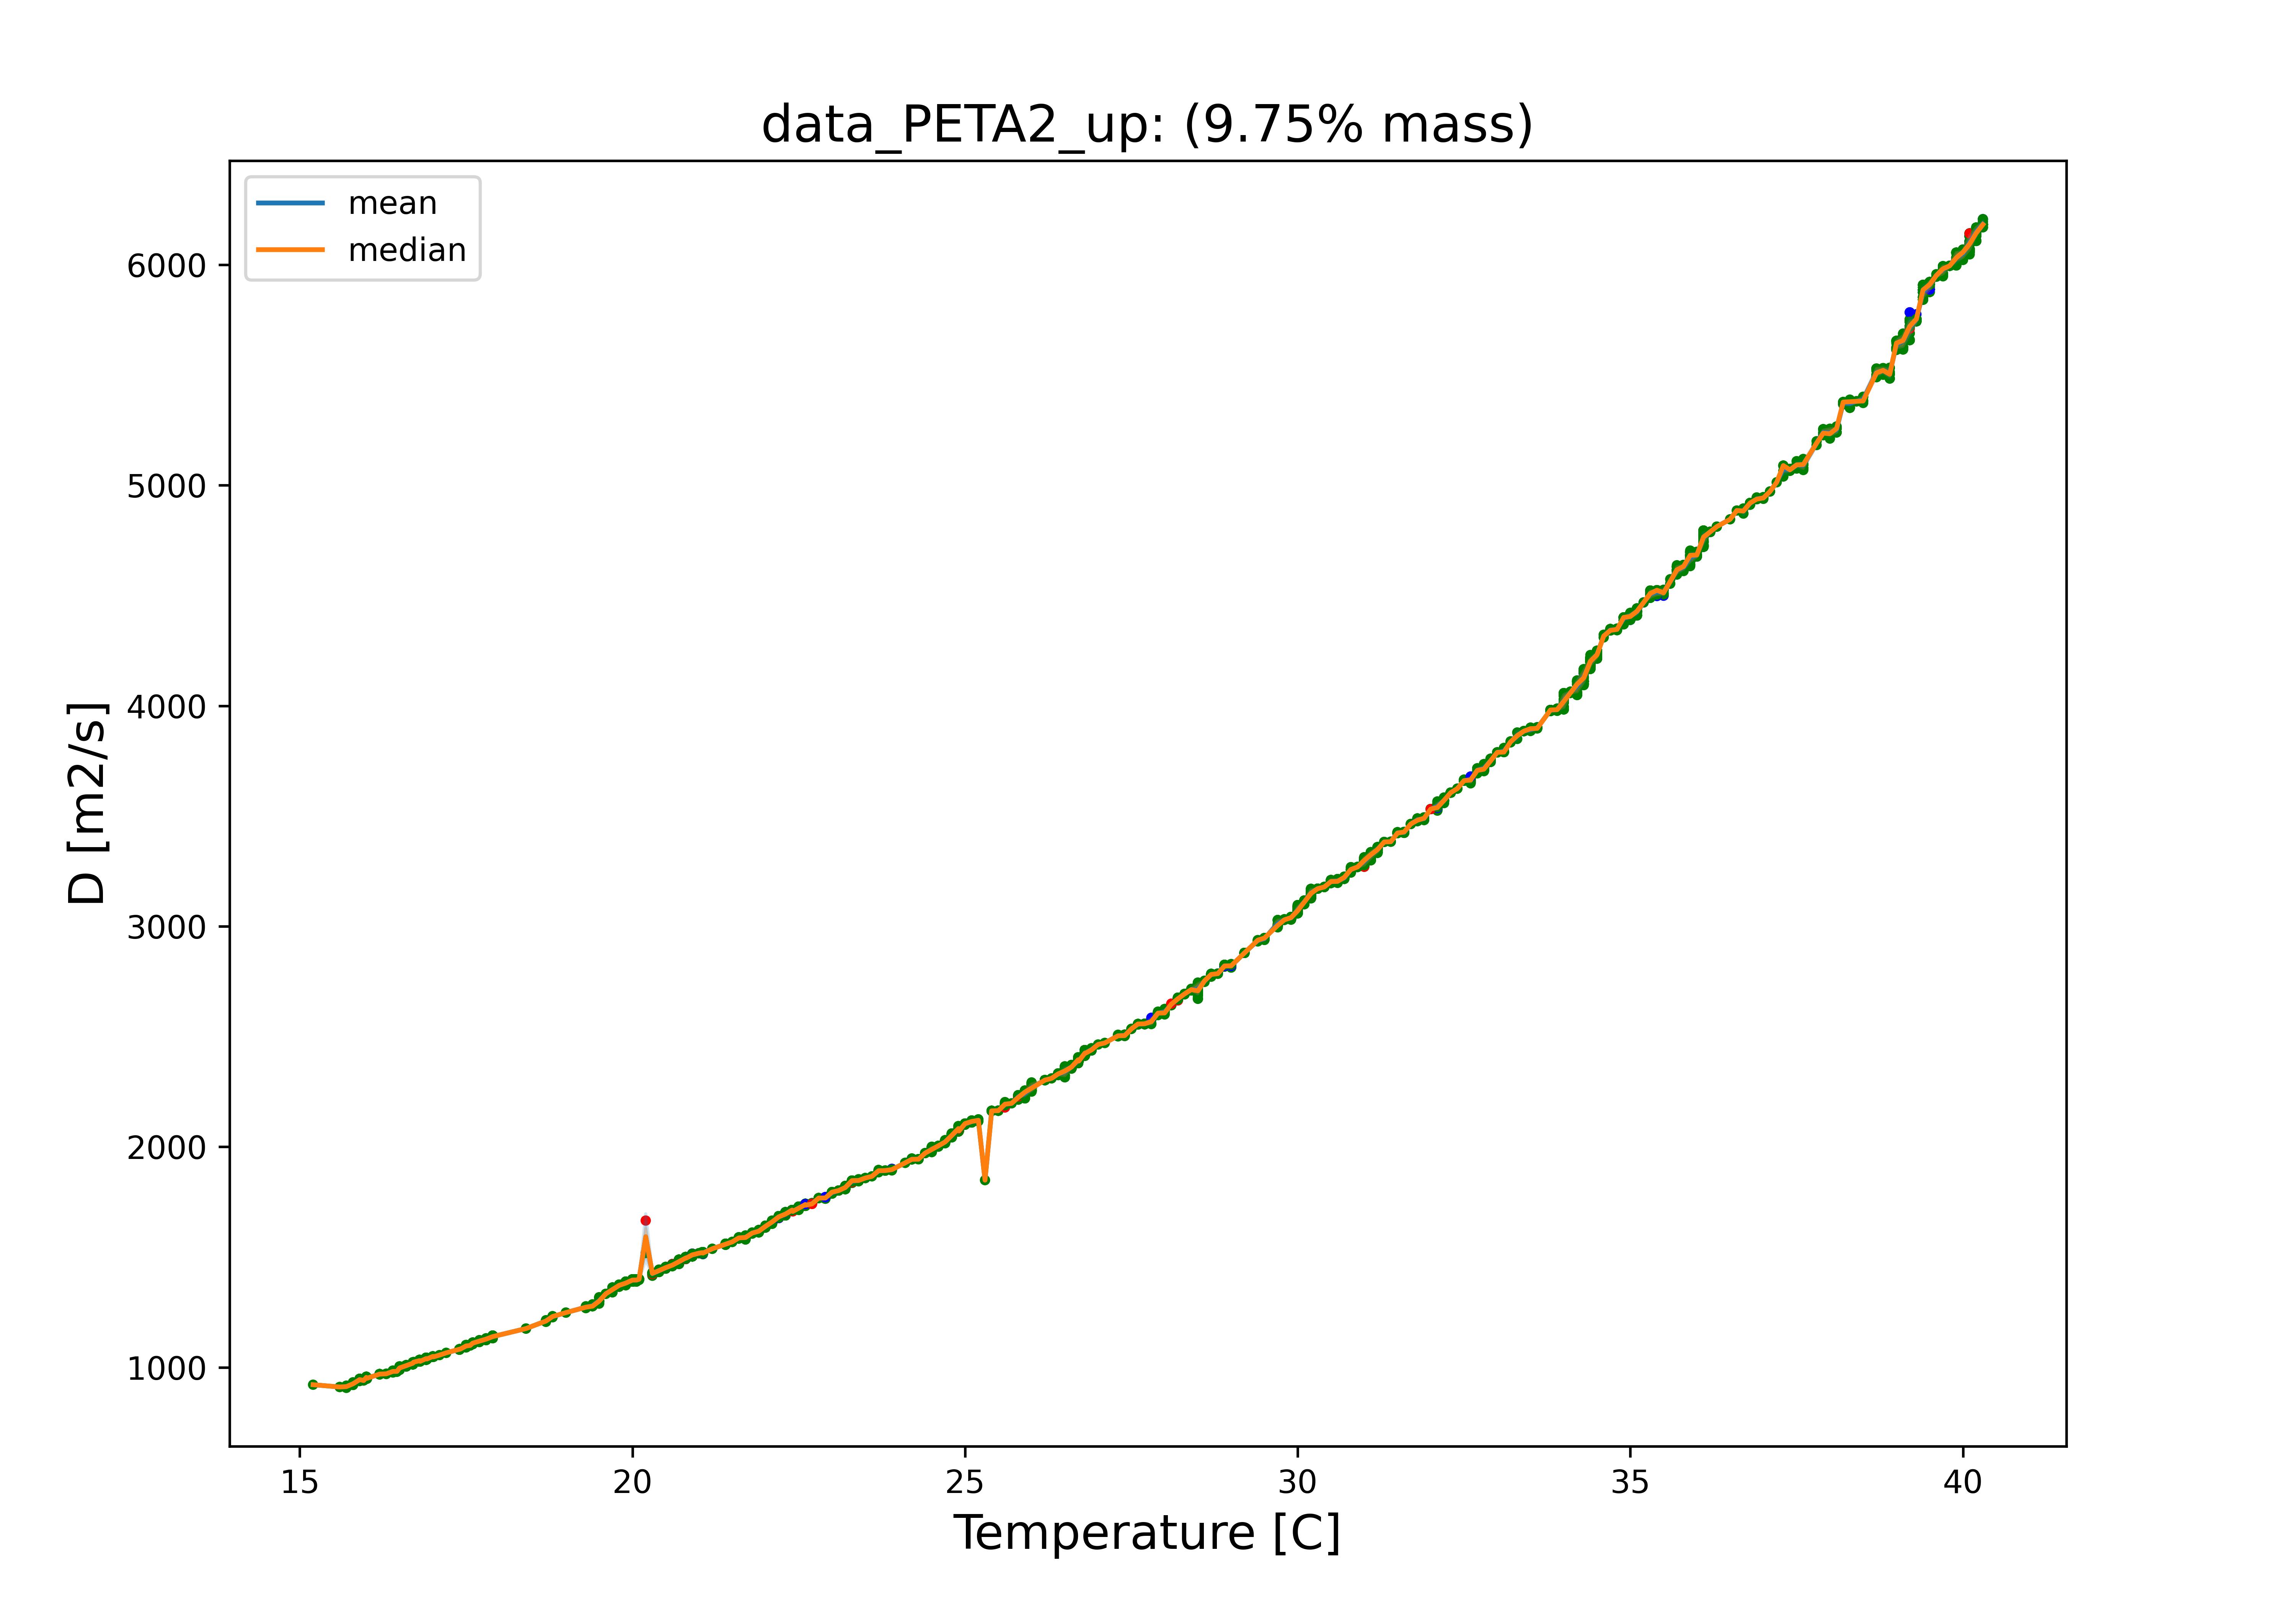 data_PETA2_up: (9.75% mass)
mean
median
6000
5000
4000
3000
2000
1000
D [m2/s]
15 20 25 30 35 40
Temperature [C]